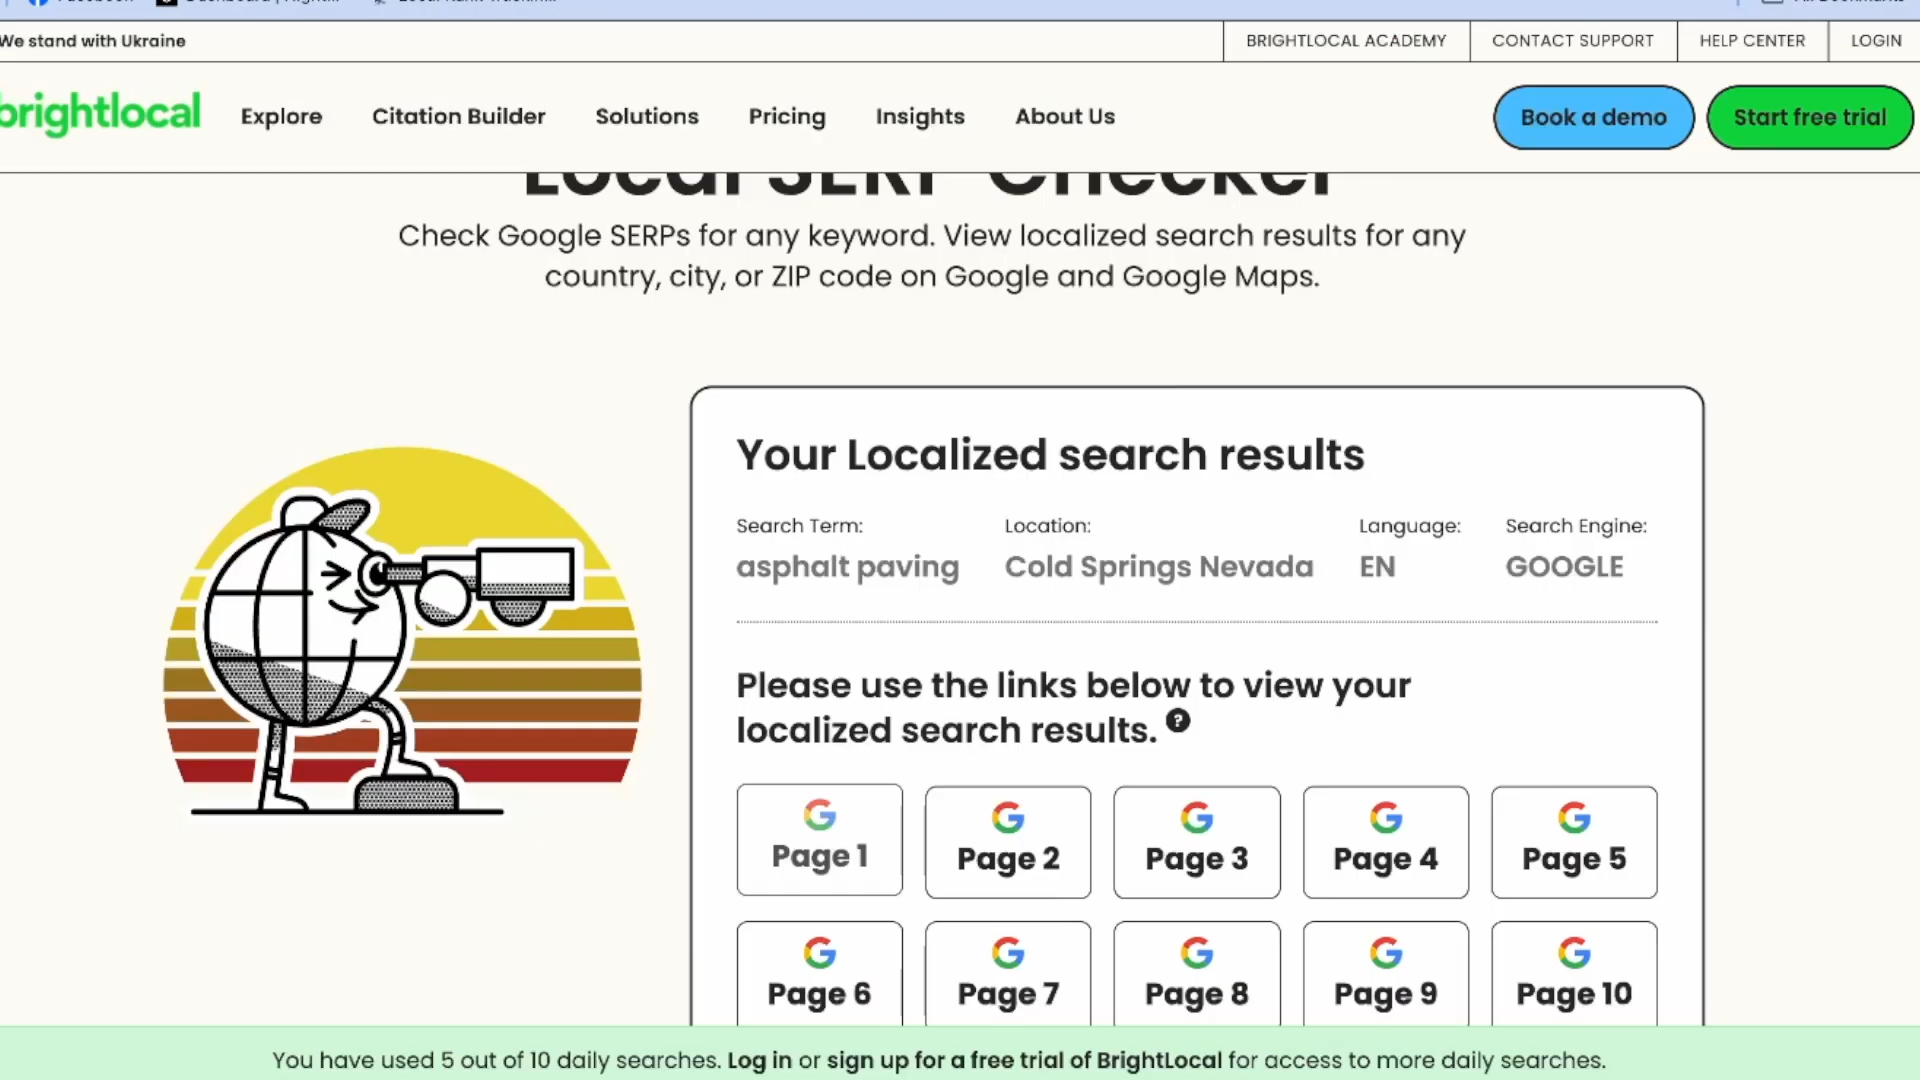 We stand with Ukraine
BRIGHTLOCAL ACADEMY
CONTACT SUPPORT
HELP CENTER
LOGIN
brightlocal
Explore
Citation Builder
Solutions
Pricing
Insights
About Us
Book a demo
Start free trial
Local SERP Checker
Check Google SERPs for any keyword. View localized search results for any
country, city, or ZIP code on Google and Google Maps.
Your Localized search results
Search Term:
asphalt paving
Location:
Cold Springs Nevada
Language:
EN
Search Engine:
GOOGLE
Please use the links below to view your
localized search results. ?
Page 1
Page 2
Page 3
Page 4
Page 5
Page 6
Page 7
Page 8
Page 9
Page 10
You have used 5 out of 10 daily searches. Log in or sign up for a free trial of BrightLocal for access to more daily searches.